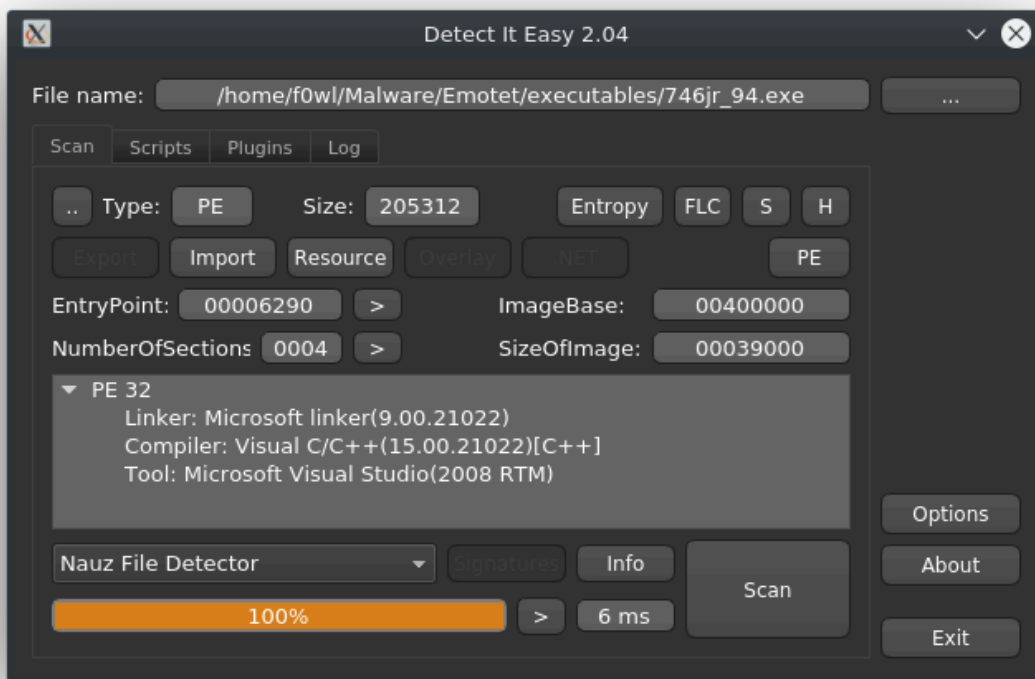 Detect It Easy 2.04
File name: /home/f0wl/Malware/Emotet/executables/746jr_94.exe ...
Scan Scripts Plugins Log
.. Type: PE Size: 205312 Entropy FLC S H
Export Import Resource Overlay .NET PE
EntryPoint: 00006290 > ImageBase: 00400000
NumberOfSections 0004 > SizeOfImage: 00039000
PE 32
Linker: Microsoft linker(9.00.21022)
Compiler: Visual C/C++(15.00.21022)[C++]
Tool: Microsoft Visual Studio(2008 RTM)
Options
Nauz File Detector Signatures Info Scan About
100% > 6 ms
Exit